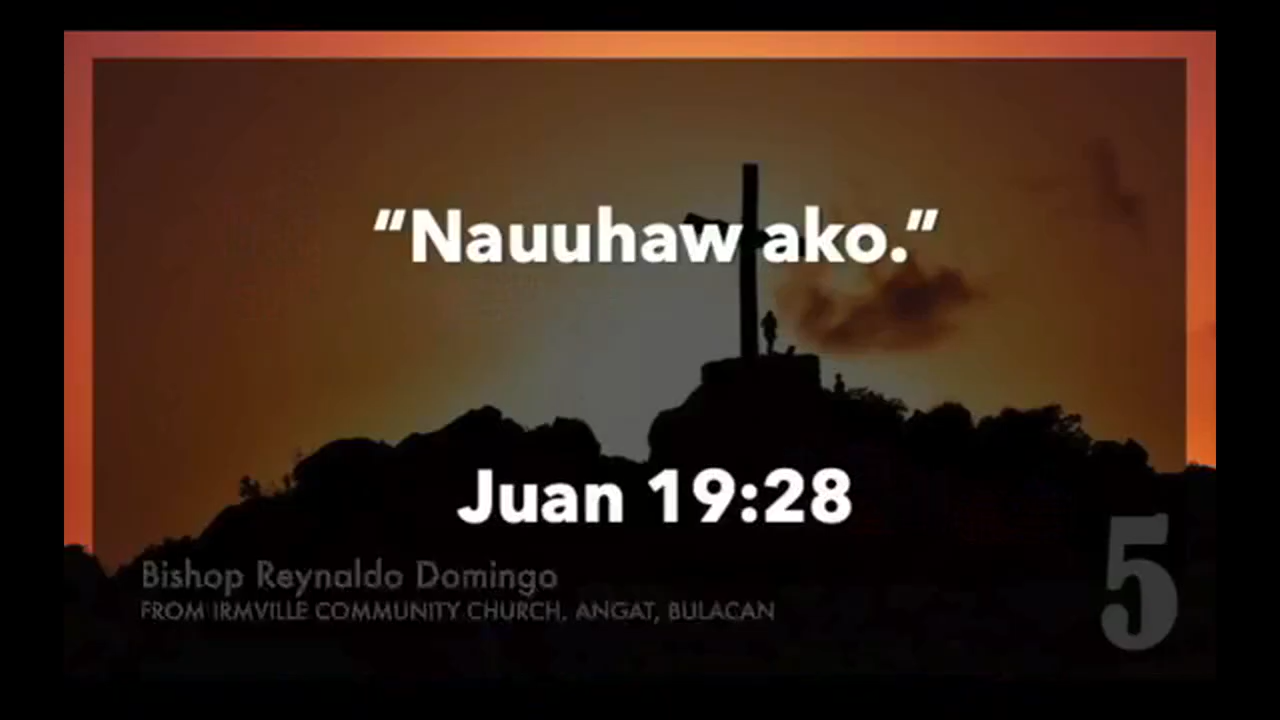 “Nauuhaw ako.”
Juan 19:28
Bishop Reynaldo Domingo
FROM IRMVILLE COMMUNITY CHURCH, ANGAT, BULACAN
5